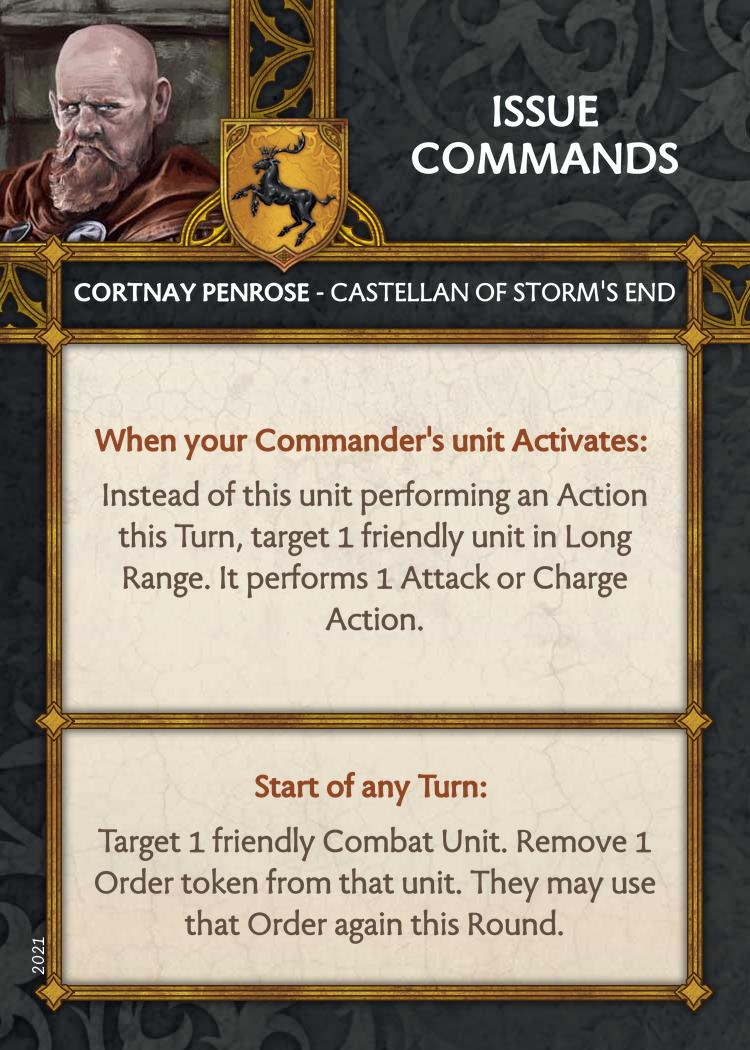 ISSUE
COMMANDS
CORTNAY PENROSE - CASTELLAN OF STORM'S END
When your Commander's unit Activates:
Instead of this unit performing an Action
this Turn, target 1 friendly unit in Long
Range. It performs 1 Attack or Charge
Action.
Start of any Turn:
Target 1 friendly Combat Unit. Remove 1
Order token from that unit. They may use
that Order again this Round.
2021